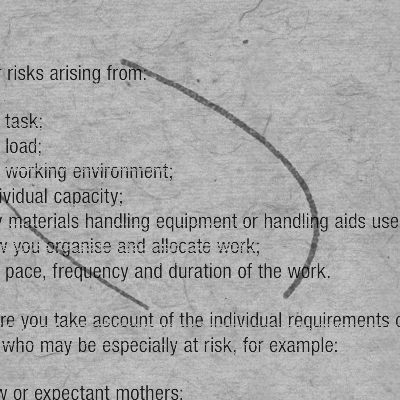 risks arising from:
task:
load;
working environment;
ividual capacity;
materials handling equipment or handling aids use
you organise and allocate work;
pace, frequency and duration of the work.
re you take account of the individual requirements
who may be especially at risk, for example:
or expectant mothers;